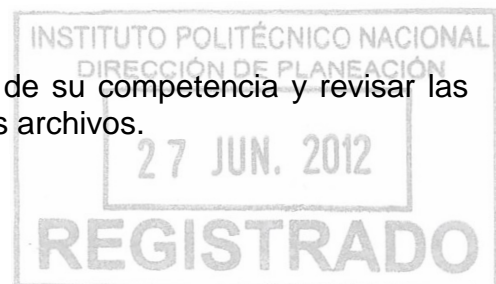 INSTITUTO POLITÉCNICO NACIONAL
DIRECCIÓN DE PLANEACIÓN
de su competencia y revisar las
s archivos.
27 JUN. 2012
REGISTRADO